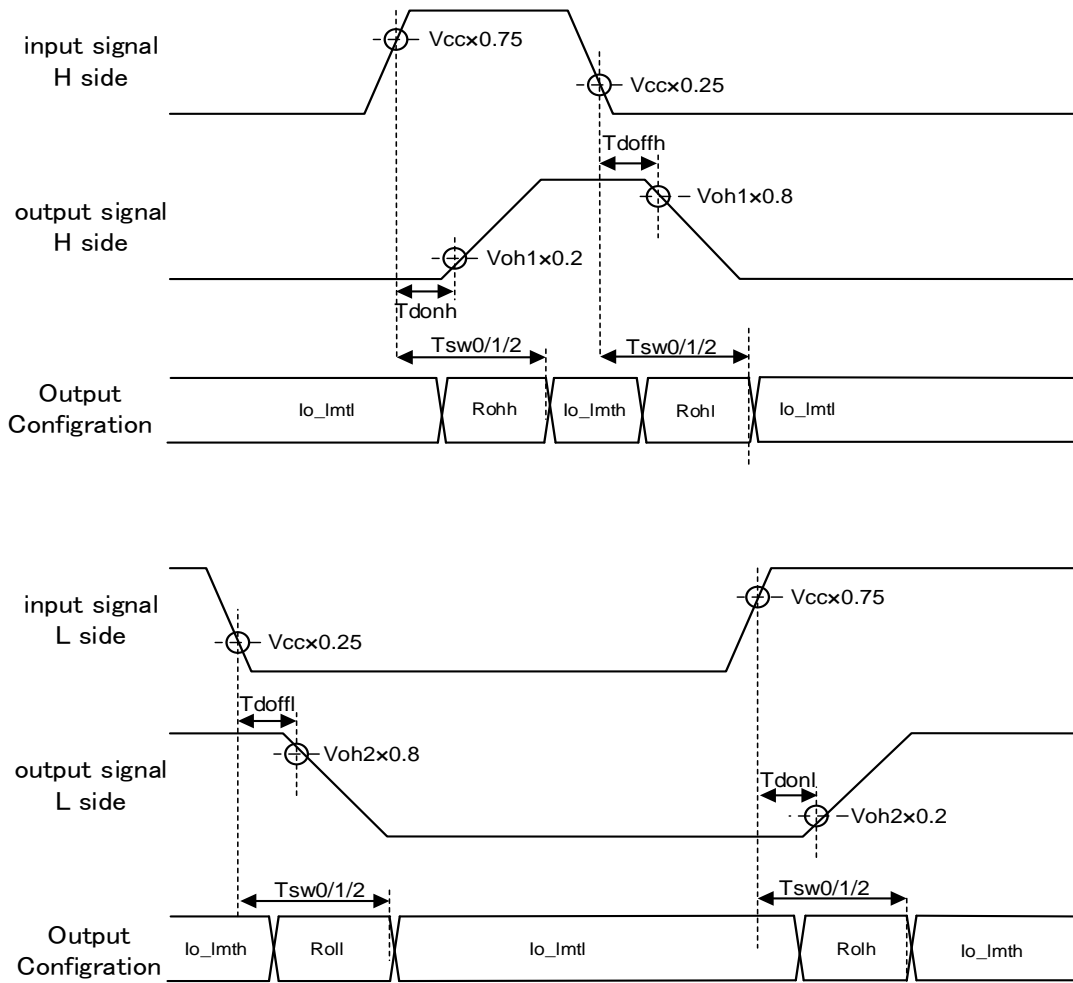 input signal
H side
Vcc×0.75
Vcc×0.25
Tdoffh
output signal
H side
Voh1×0.8
Voh1×0.2
Tdonh
Tsw0/1/2
Tsw0/1/2
Output
Configration
Io_lmtl
Rohh
Io_lmth
Rohl
Io_lmtl
input signal
L side
Vcc×0.75
Vcc×0.25
Tdoffl
output signal
L side
Voh2×0.8
Tdonl
Voh2×0.2
Tsw0/1/2
Tsw0/1/2
Output
Configration
Io_lmth
Roll
Io_lmtl
Rolh
Io_lmth